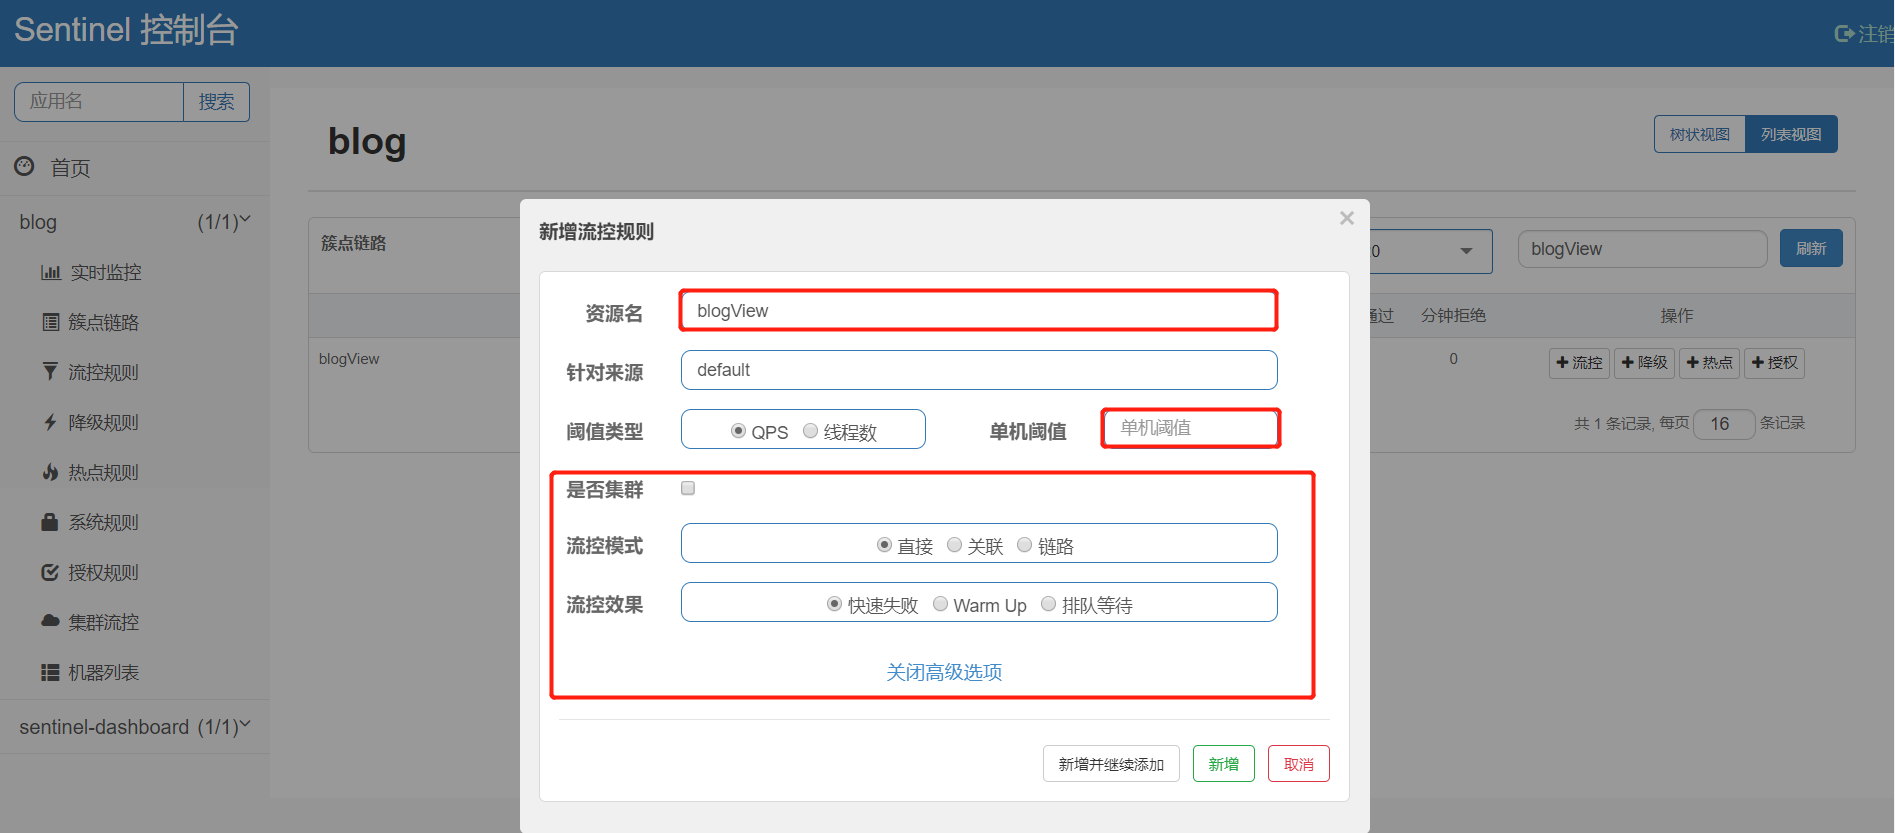 Sentinel 控制台
注销
应用名 搜索
首页
blog (1/1)
实时监控
簇点链路
流控规则
降级规则
热点规则
系统规则
授权规则
集群流控
机器列表
sentinel-dashboard (1/1)
blog
树状视图 列表视图
簇点链路
0 blogView 刷新
通过 分钟拒绝 操作
blogView 0 流控 降级 热点 授权
共 1 条记录, 每页 16 条记录
新增流控规则 ×
资源名 blogView
针对来源 default
阈值类型 QPS 线程数 单机阈值 单机阈值
是否集群
流控模式 直接 关联 链路
流控效果 快速失败 Warm Up 排队等待
关闭高级选项
新增并继续添加 新增 取消